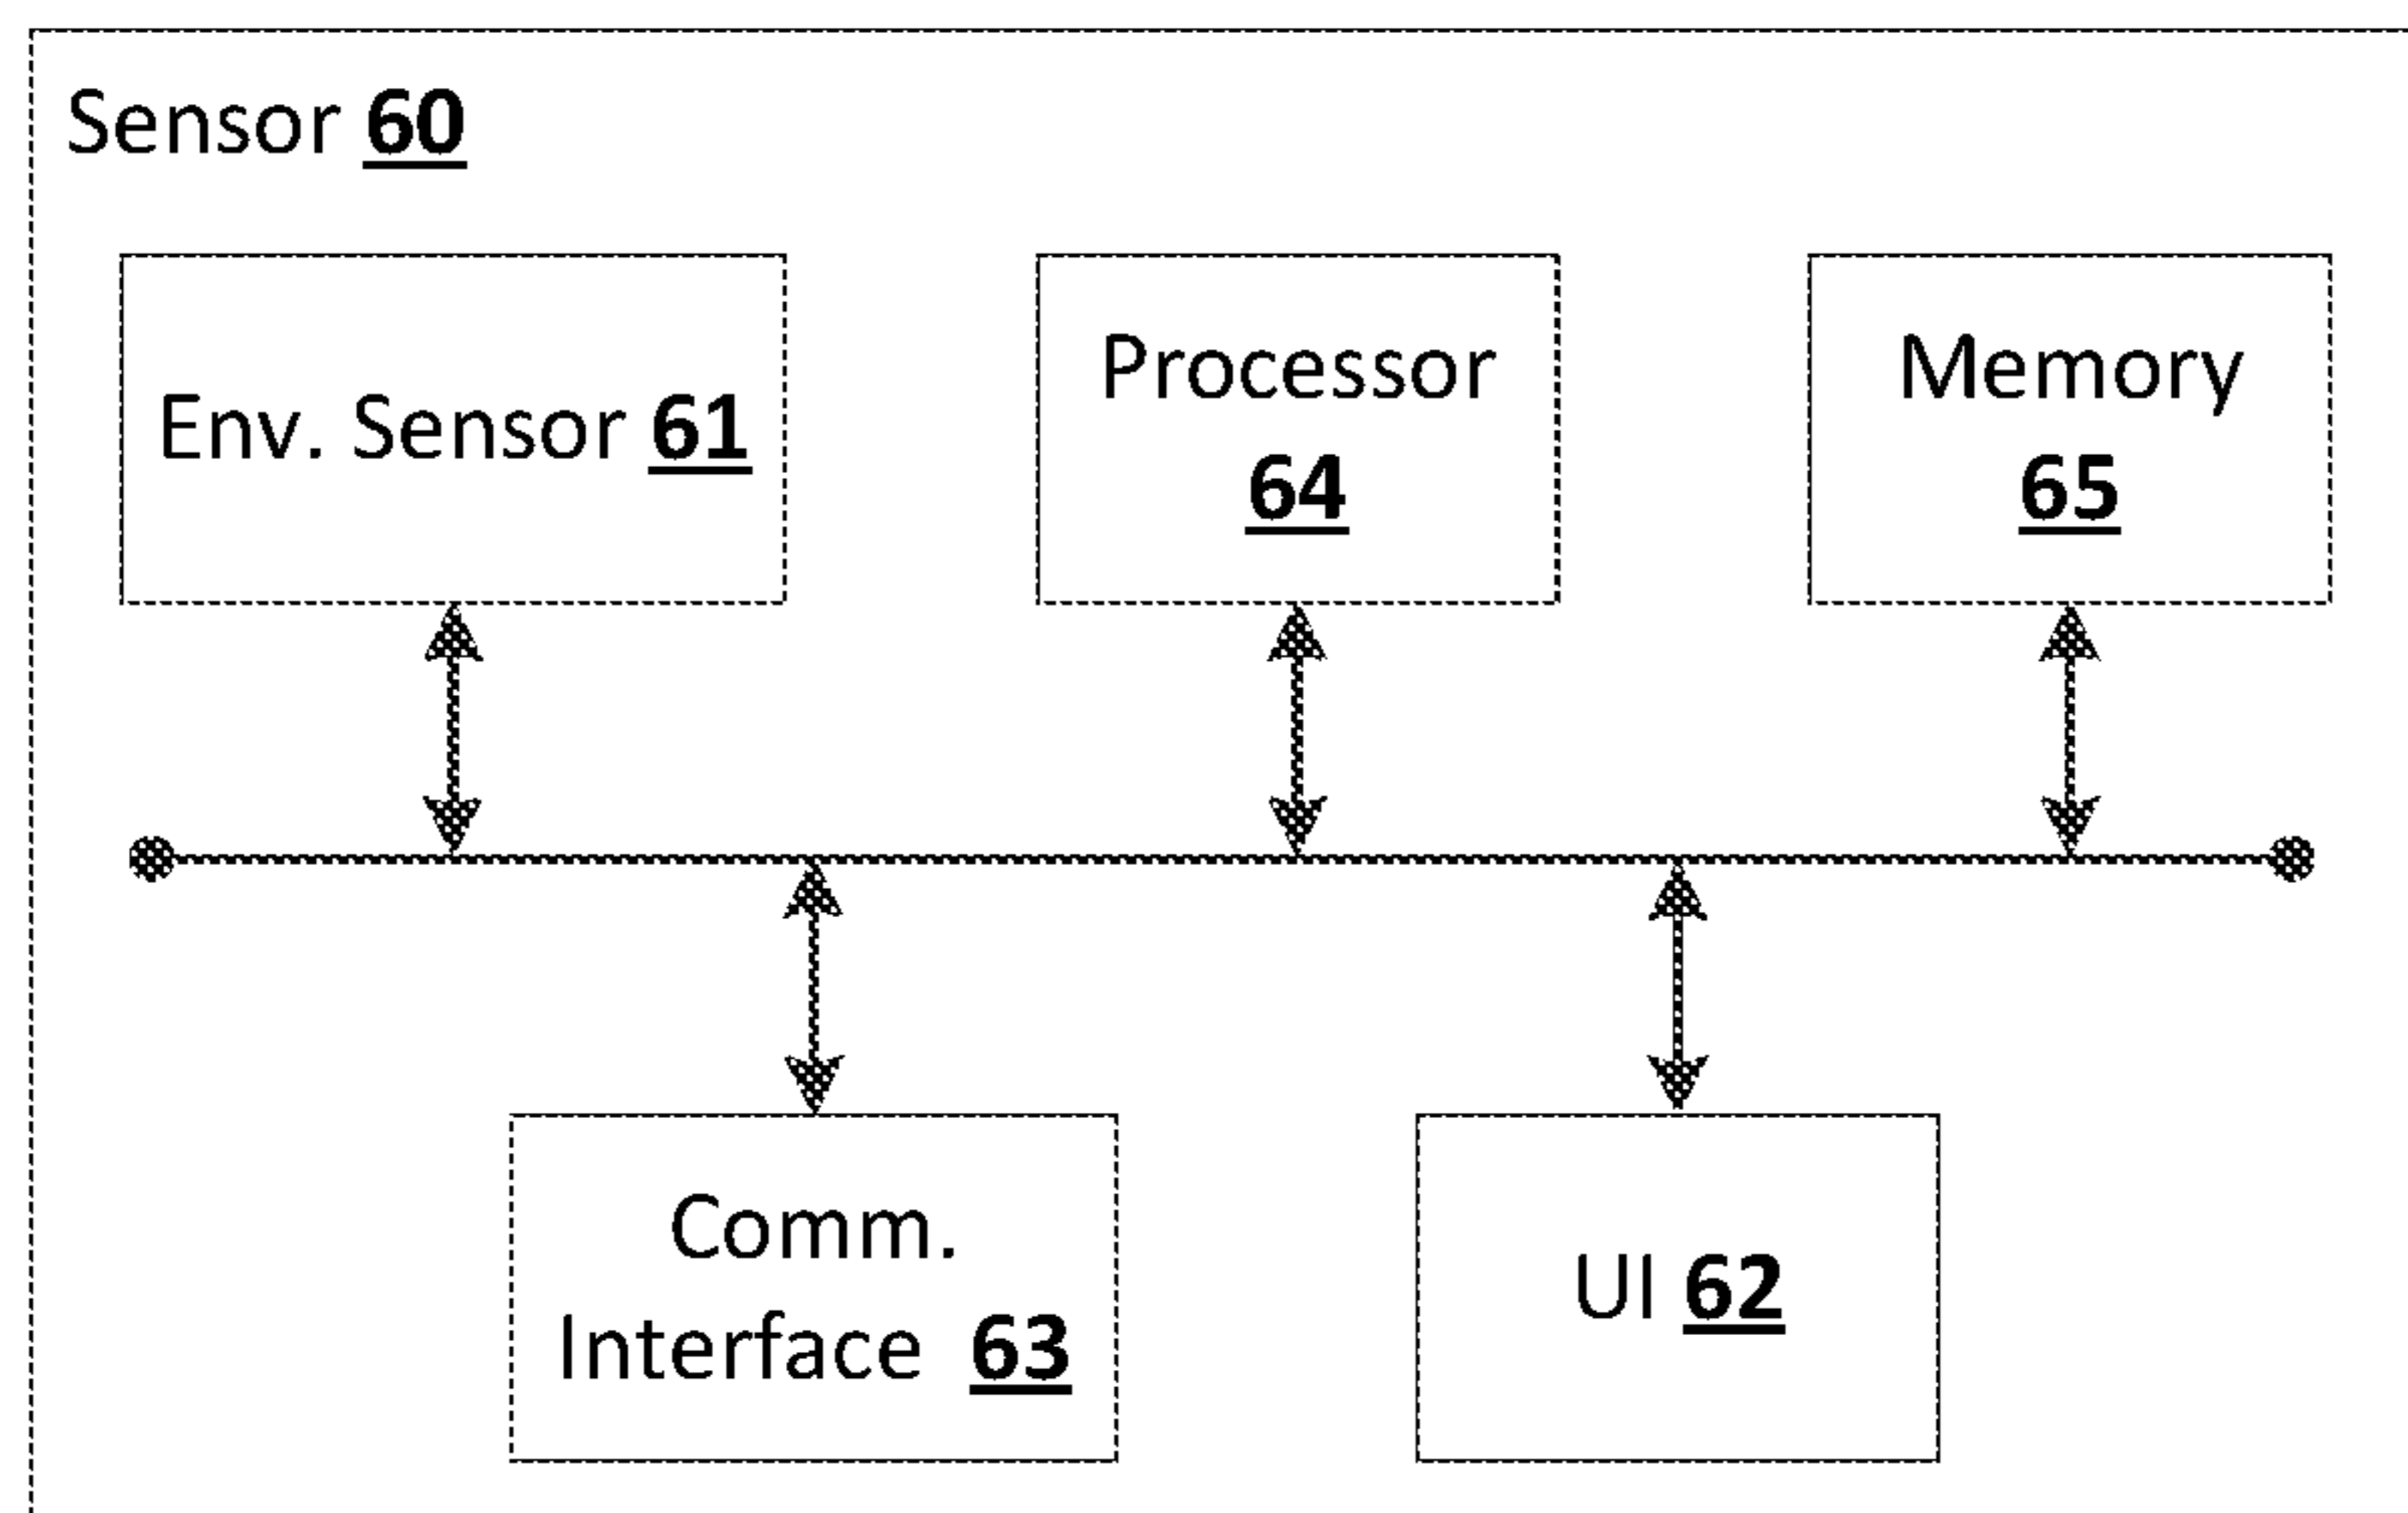 Sensor 60
Env. Sensor 61
Processor
64
Memory
65
Comm.
Interface 63
UI 62